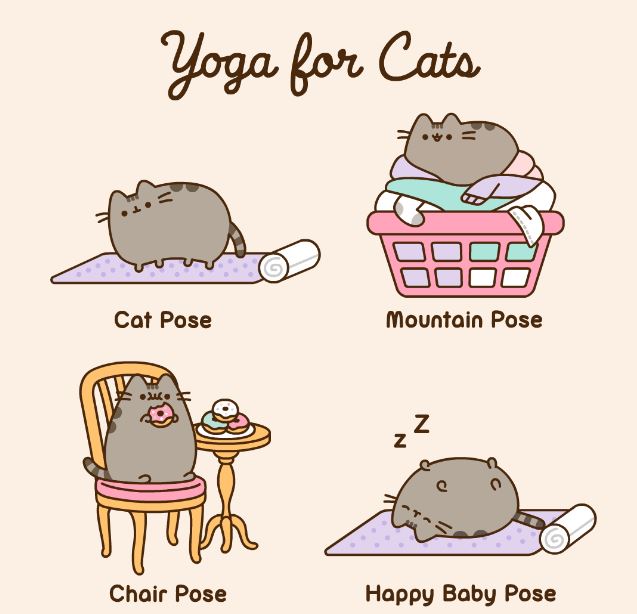 Yoga for Cats
Cat Pose
Mountain Pose
Chair Pose
z Z
Happy Baby Pose